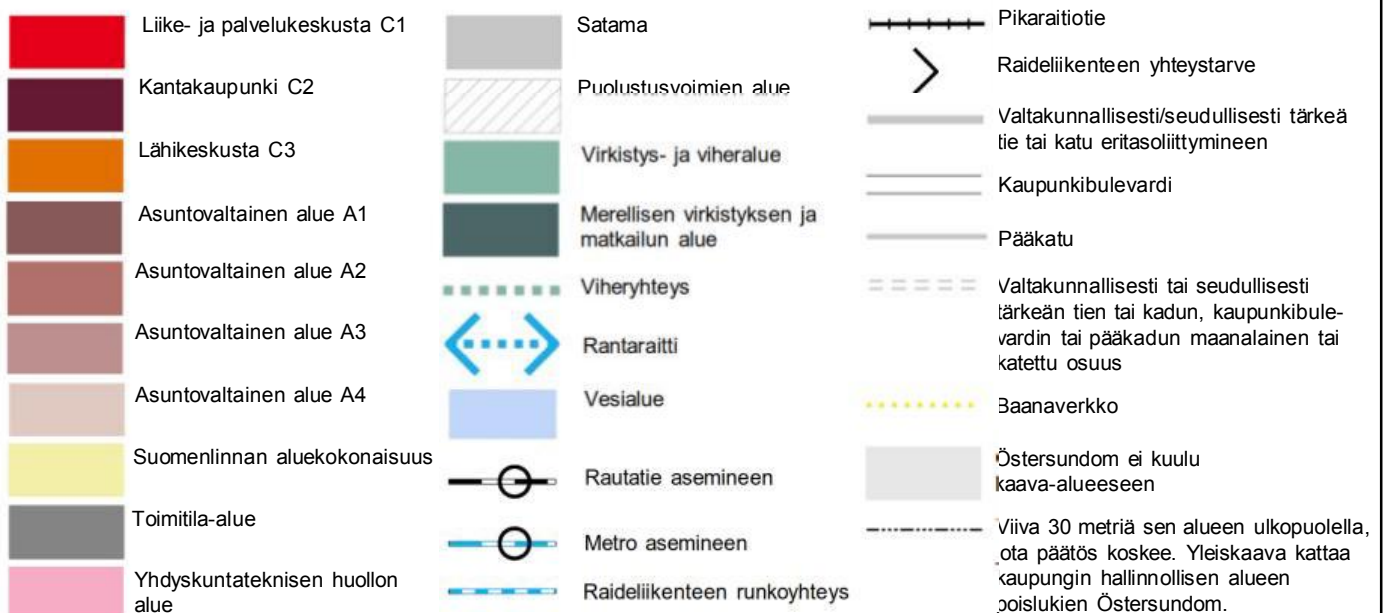 Liike- ja palvelukeskusta C1
Kantakaupunki C2
Lähikeskusta C3
Asuntovaltainen alue A1
Asuntovaltainen alue A2
Asuntovaltainen alue A3
Asuntovaltainen alue A4
Suomenlinnan aluekokonaisuus
Toimitila-alue
Yhdyskuntateknisen huollon
alue
Satama
Puolustusvoimien alue
Virkistys- ja viheralue
Merellisen virkistyksen ja
matkailun alue
Viheryhteys
Rantaraitti
Vesialue
Rautatie asemineen
Metro asemineen
Raideliikenteen runkoyhteys
Pikaraitiotie
Raideliikenteen yhteystarve
Valtakunnallisesti/seudullisesti tärkeä
tie tai katu eritasoliittymineen
Kaupunkibulevardi
Pääkatu
Valtakunnallisesti tai seudullisesti
tärkeän tien tai kadun, kaupunkibule-
vardin tai pääkadun maanalainen tai
katettu osuus
Baanaverkko
Östersundom ei kuulu
kaava-alueeseen
Viiva 30 metriä sen alueen ulkopuolella,
jota päätös koskee. Yleiskaava kattaa
kaupungin hallinnollisen alueen
poislukien Östersundom.